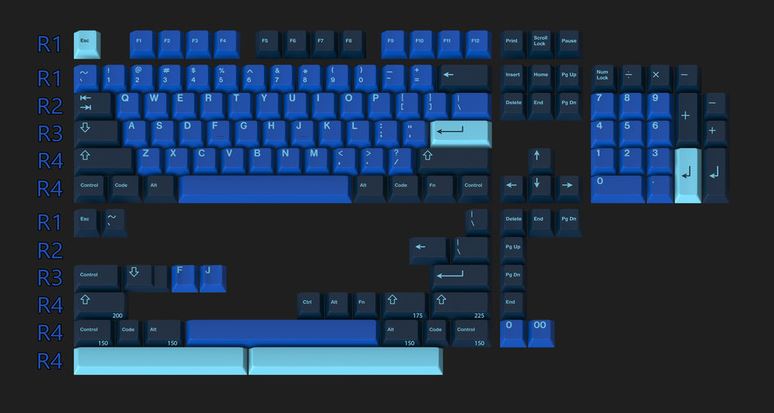 R1 Esc F1 F2 F3 F4 F5 F6 F7 F8 F9 F10 F11 F12 Print Scroll Lock Pause
R1 ~ ` ! 1 @ 2 # 3 $ 4 % 5 ^ 6 & 7 * 8 ( 9 ) 0 _ - + = ← Insert Home Pg Up Num Lock ÷ × −
R2 ⇤ ⇥ Q W E R T Y U I O P { [ } ] | \ Delete End Pg Dn 7 8 9 + −
R3 ⇩ A S D F G H J K L : ; " ' ↵ 4 5 6 +
R4 ⇧ Z X C V B N M < , > . ? / ⇧ ↑ 1 2 3 ↵ ↵
R4 Control Code Alt Alt Code Fn Control ← ↓ → 0 .
R1 Esc ~ ` | \ Delete End Pg Dn
R2 ← | \ Pg Up
R3 Control ⇩ F J ↵ Pg Dn
R4 ⇧ 200 Ctrl Alt Fn ⇧ 175 ⇧ 225 End
R4 Control 150 Code Alt 150 Alt 150 Code Control 150 0 00
R4